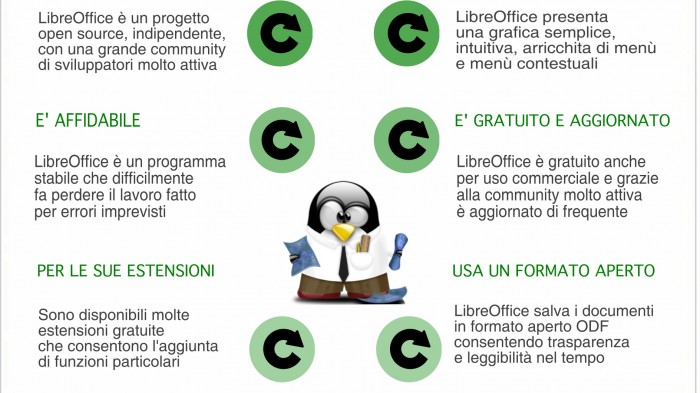 LibreOffice è un progetto
open source, indipendente,
con una grande community
di sviluppatori molto attiva
LibreOffice presenta
una grafica semplice,
intuitiva, arricchita di menù
e menù contestuali
E' AFFIDABILE
LibreOffice è un programma
stabile che difficilmente
fa perdere il lavoro fatto
per errori imprevisti
E' GRATUITO E AGGIORNATO
LibreOffice è gratuito anche
per uso commerciale e grazie
alla community molto attiva
è aggiornato di frequente
PER LE SUE ESTENSIONI
Sono disponibili molte
estensioni gratuite
che consentono l'aggiunta
di funzioni particolari
USA UN FORMATO APERTO
LibreOffice salva i documenti
in formato aperto ODF
consentendo trasparenza
e leggibilità nel tempo